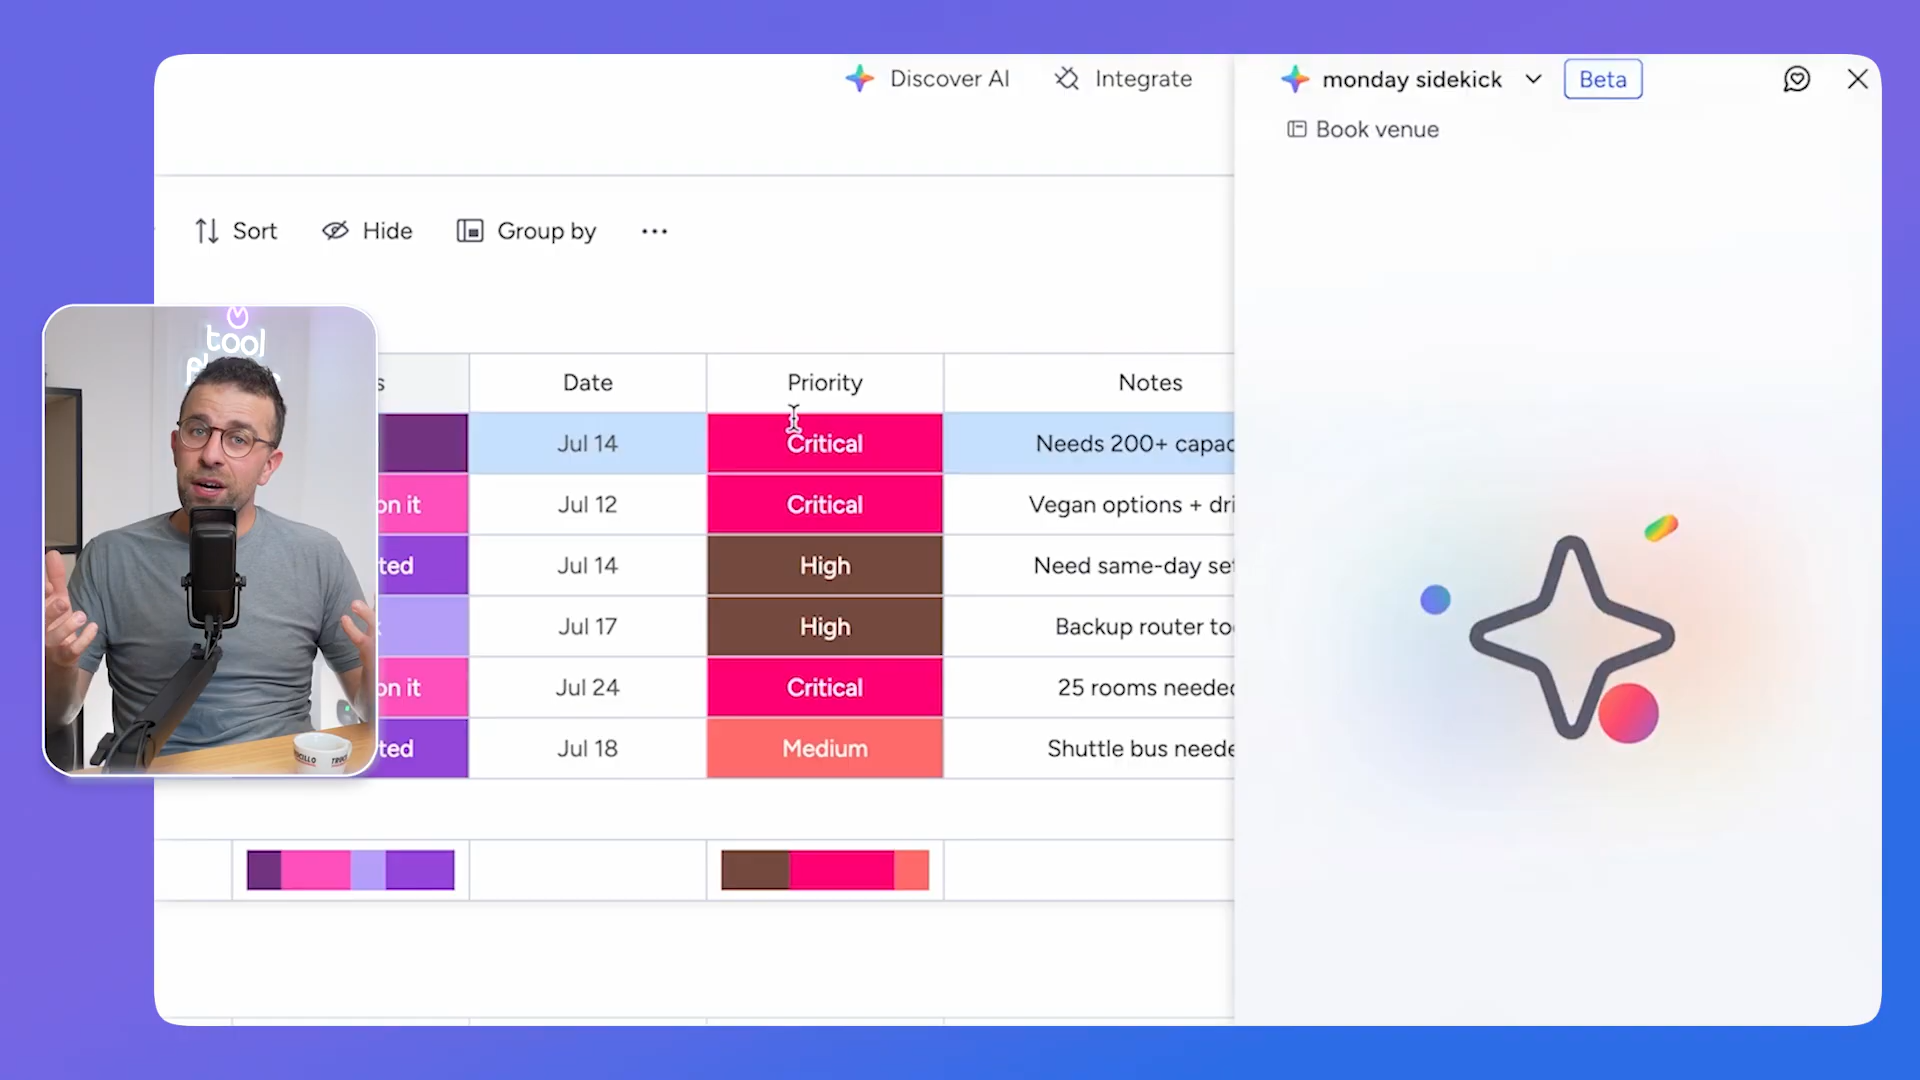 Discover AI
Integrate
monday sidekick
Beta
Book venue
Sort
Hide
Group by
tool
s
Date
Priority
Notes
Jul 14
Critical
Needs 200+ capac
on it
Jul 12
Critical
Vegan options + dri
ted
Jul 14
High
Need same-day se
Jul 17
High
Backup router to
on it
Jul 24
Critical
25 rooms needed
ted
Jul 18
Medium
Shuttle bus neede